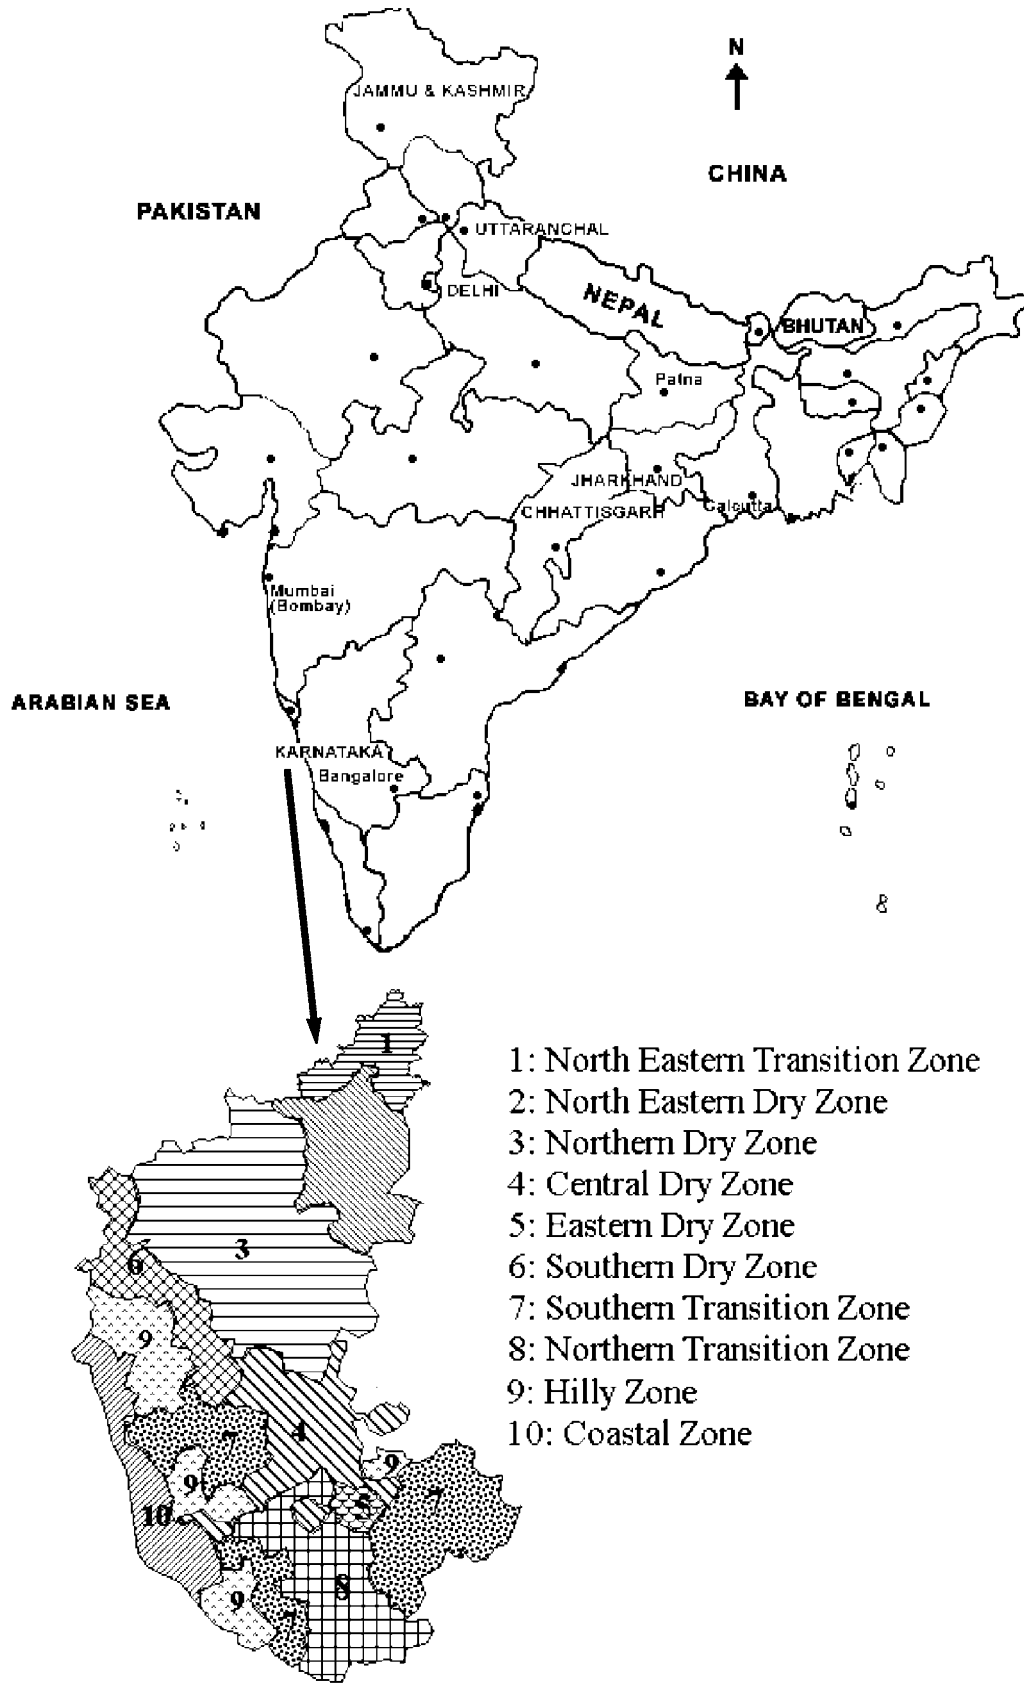 N
JAMMU & KASHMIR
CHINA
PAKISTAN
UTTARANCHAL
DELHI
NEPAL
BHUTAN
Patna
JHARKHAND
CHHATTISGARH
Calcutta
Mumbai
(Bombay)
ARABIAN SEA
BAY OF BENGAL
KARNATAKA
Bangalore
1
3
6
9
4
7
9
9
7
5
10
8
9
7
1: North Eastern Transition Zone
2: North Eastern Dry Zone
3: Northern Dry Zone
4: Central Dry Zone
5: Eastern Dry Zone
6: Southern Dry Zone
7: Southern Transition Zone
8: Northern Transition Zone
9: Hilly Zone
10: Coastal Zone